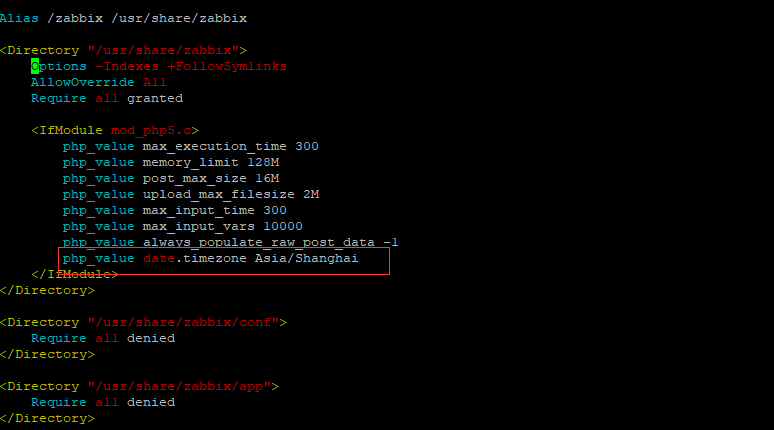 Alias /zabbix /usr/share/zabbix
<Directory "/usr/share/zabbix">
Options -Indexes +FollowSymlinks
AllowOverride All
Require all granted
<IfModule mod_php5.c>
php_value max_execution_time 300
php_value memory_limit 128M
php_value post_max_size 16M
php_value upload_max_filesize 2M
php_value max_input_time 300
php_value max_input_vars 10000
php_value always_populate_raw_post_data -1
php_value date.timezone Asia/Shanghai
</IfModule>
</Directory>
<Directory "/usr/share/zabbix/conf">
Require all denied
</Directory>
<Directory "/usr/share/zabbix/app">
Require all denied
</Directory>